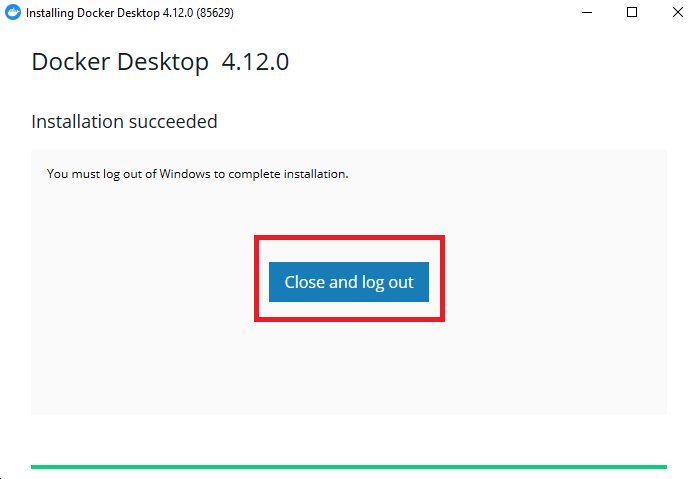 Installing Docker Desktop 4.12.0 (85629)
Docker Desktop 4.12.0
Installation succeeded
You must log out of Windows to complete installation.
Close and log out